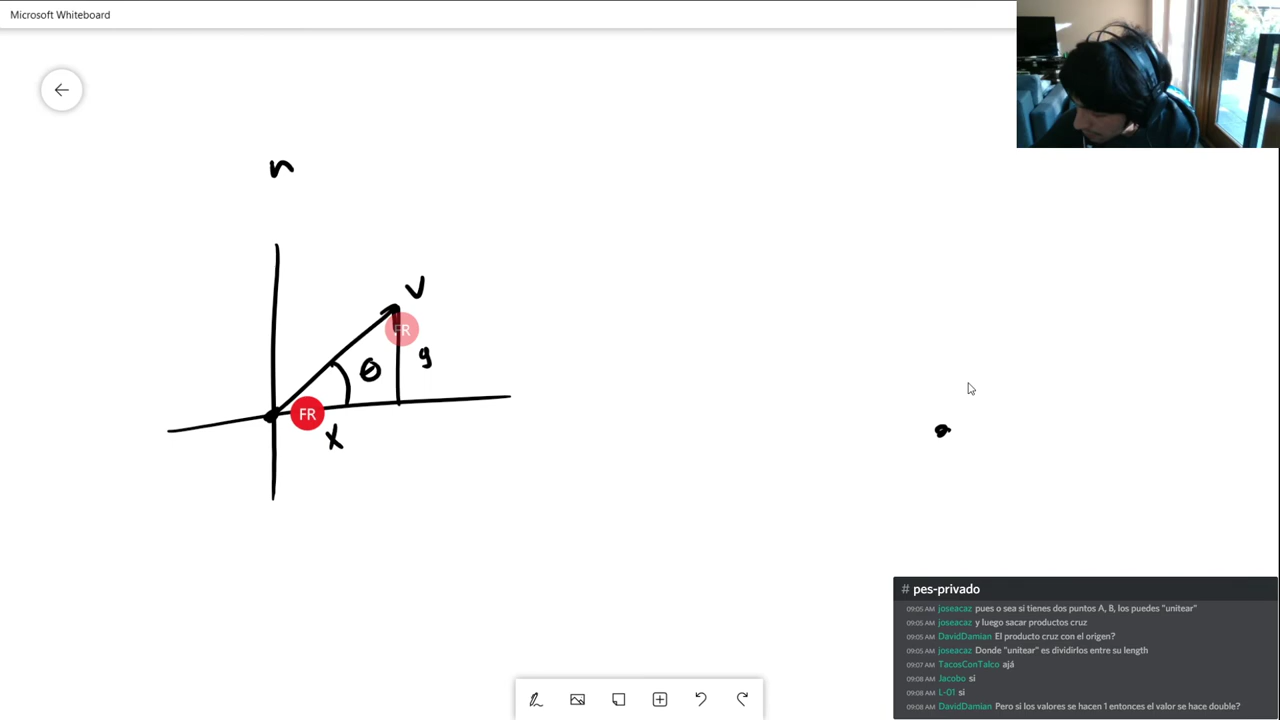 Microsoft Whiteboard
n
v
FR
θ
y
FR
x
# pes-privado
09:05 AM joseacaz pues o sea si tienes dos puntos A, B, los puedes "unitear"
09:05 AM joseacaz y luego sacar productos cruz
09:05 AM DavidDamian El producto cruz con el origen?
09:05 AM joseacaz Donde "unitear" es dividirlos entre su length
09:07 AM TacosConTalco ajá
09:08 AM Jacobo si
09:08 AM L-01 si
09:08 AM DavidDamian Pero si los valores se hacen 1 entonces el valor se hace double?